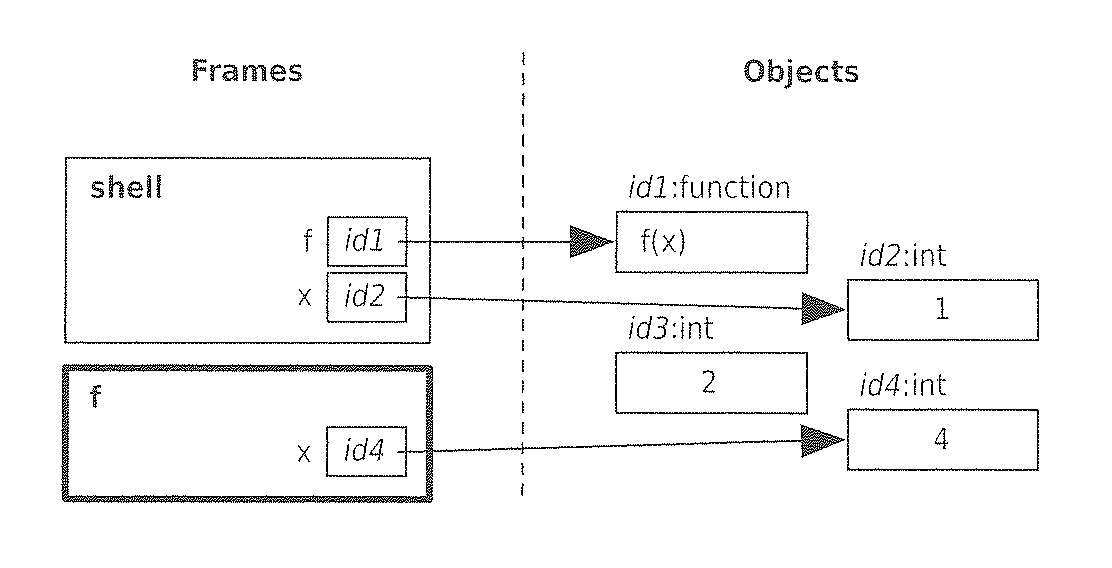 Frames
Objects
shell
f id1
x id2
id1:function
f(x)
id2:int
1
id3:int
2
f
x id4
id4:int
4